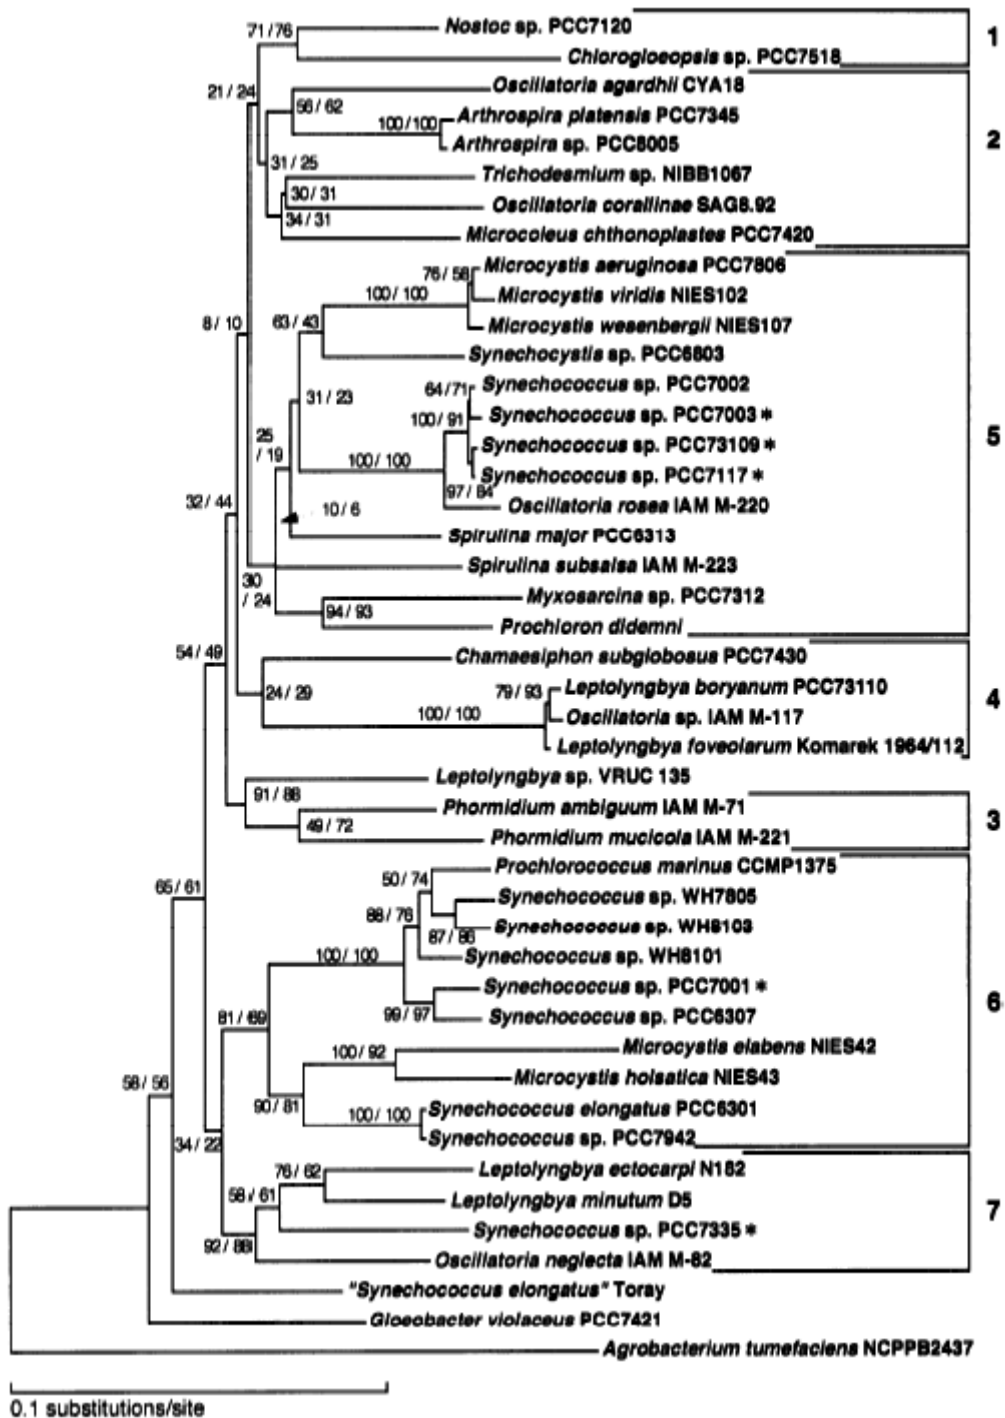 71 / 76
Nostoc sp. PCC7120
1
Chlorogloeopsis sp. PCC7518
21 / 24
Oscillatoria agardhii CYA18
56 / 62
Arthrospira platensis PCC7345
100/100
2
Arthrospira sp. PCC8005
31 / 25
Trichodesmium sp. NIBB1067
30 / 31
Oscillatoria corallinae SAG8.92
34 / 31
Microcoleus chthonoplastes PCC7420
Microcystis aeruginosa PCC7806
76 / 58
100 / 100
Microcystis viridis NIES102
8 / 10
63 / 43
Microcystis wesenbergii NIES107
Synechocystis sp. PCC6803
64 / 71
Synechococcus sp. PCC7002
31 / 23
100 / 91
Synechococcus sp. PCC7003 *
5
25
/ 19
Synechococcus sp. PCC73109 *
100 / 100
Synechococcus sp. PCC7117 *
97 / 84
32 / 44
10 / 6
Oscillatoria rosea IAM M-220
Spirulina major PCC6313
Spirulina subsalsa IAM M-223
30
/ 24
Myxosarcina sp. PCC7312
94 / 93
Prochloron didemni
54 / 49
Chamaesiphon subglobosus PCC7430
24 / 29
79 / 93
Leptolyngbya boryanum PCC73110
4
100 / 100
Oscillatoria sp. IAM M-117
Leptolyngbya foveolarum Komarek 1964/112
Leptolyngbya sp. VRUC 135
91 / 88
Phormidium ambiguum IAM M-71
3
49 / 72
Phormidium mucicola IAM M-221
Prochlorococcus marinus CCMP1375
65 / 61
50 / 74
Synechococcus sp. WH7805
88 / 76
Synechococcus sp. WH8103
87 / 86
100 / 100
Synechococcus sp. WH8101
Synechococcus sp. PCC7001 *
6
99 / 97
Synechococcus sp. PCC6307
81 / 69
100 / 92
Microcystis elabens NIES42
58 / 56
Microcystis holsatica NIES43
90 / 81
100 / 100
Synechococcus elongatus PCC6301
34 / 22
Synechococcus sp. PCC7942
76 / 62
Leptolyngbya ectocarpi N182
58 / 61
Leptolyngbya minutum D5
7
Synechococcus sp. PCC7335 *
92 / 88
Oscillatoria neglecta IAM M-82
"Synechococcus elongatus" Toray
Gloeobacter violaceus PCC7421
Agrobacterium tumefaciens NCPPB2437
0.1 substitutions/site